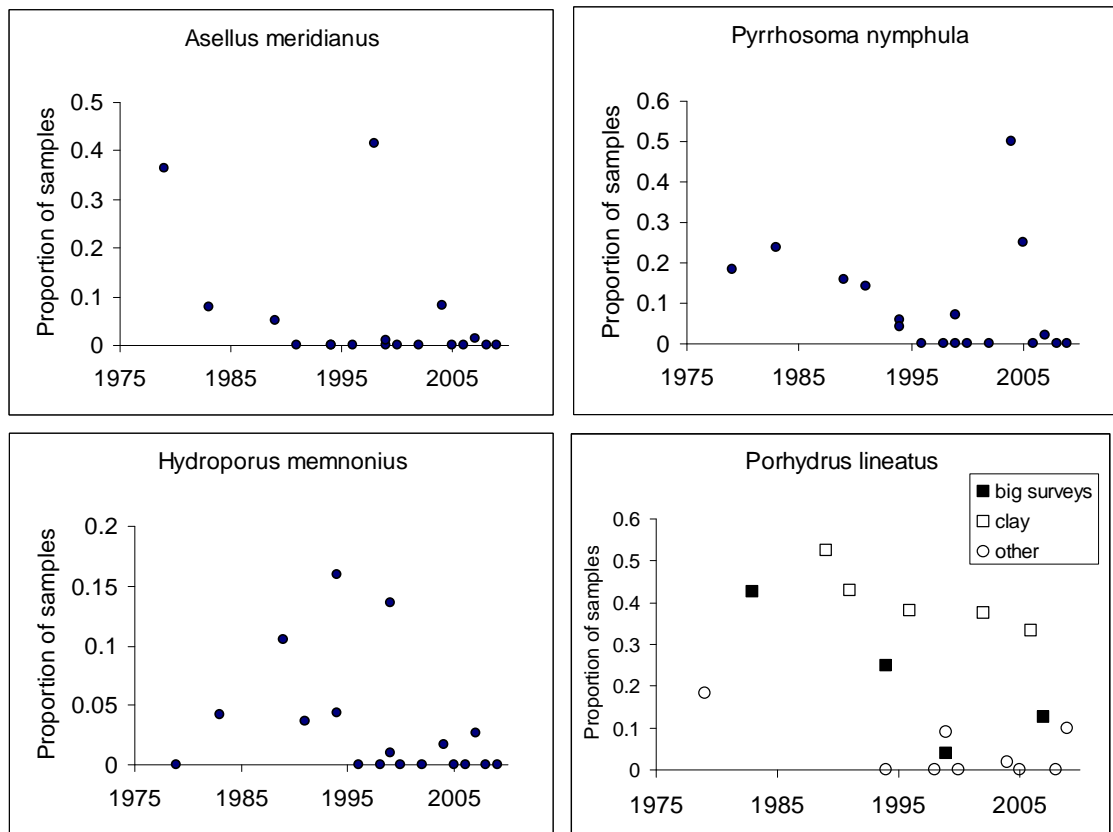 Asellus meridianus
Proportion of samples
0.5
0.4
0.3
0.2
0.1
0
1975 1985 1995 2005
Pyrrhosoma nymphula
Proportion of samples
0.6
0.5
0.4
0.3
0.2
0.1
0
1975 1985 1995 2005
Hydroporus memnonius
Proportion of samples
0.2
0.15
0.1
0.05
0
1975 1985 1995 2005
Porhydrus lineatus
big surveys
clay
other
Proportion of samples
0.6
0.5
0.4
0.3
0.2
0.1
0
1975 1985 1995 2005